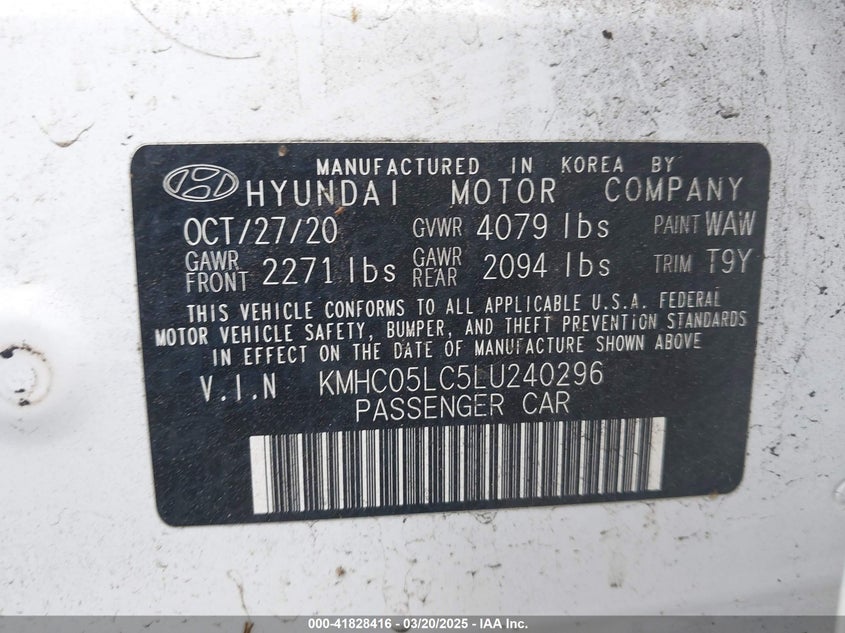 MANUFACTURED IN KOREA BY
HYUNDAI MOTOR COMPANY
OCT/27/20 GVWR 4079 lbs PAINT WAW
GAWR FRONT 2271 lbs GAWR REAR 2094 lbs TRIM T9Y
THIS VEHICLE CONFORMS TO ALL APPLICABLE U.S.A. FEDERAL
MOTOR VEHICLE SAFETY, BUMPER, AND THEFT PREVENTION STANDARDS
IN EFFECT ON THE DATE OF MANUFACTURE SHOWN ABOVE
V.I.N KMHC05LC5LU240296
PASSENGER CAR
000-41828416 — 03/20/2025 — IAA, Inc.